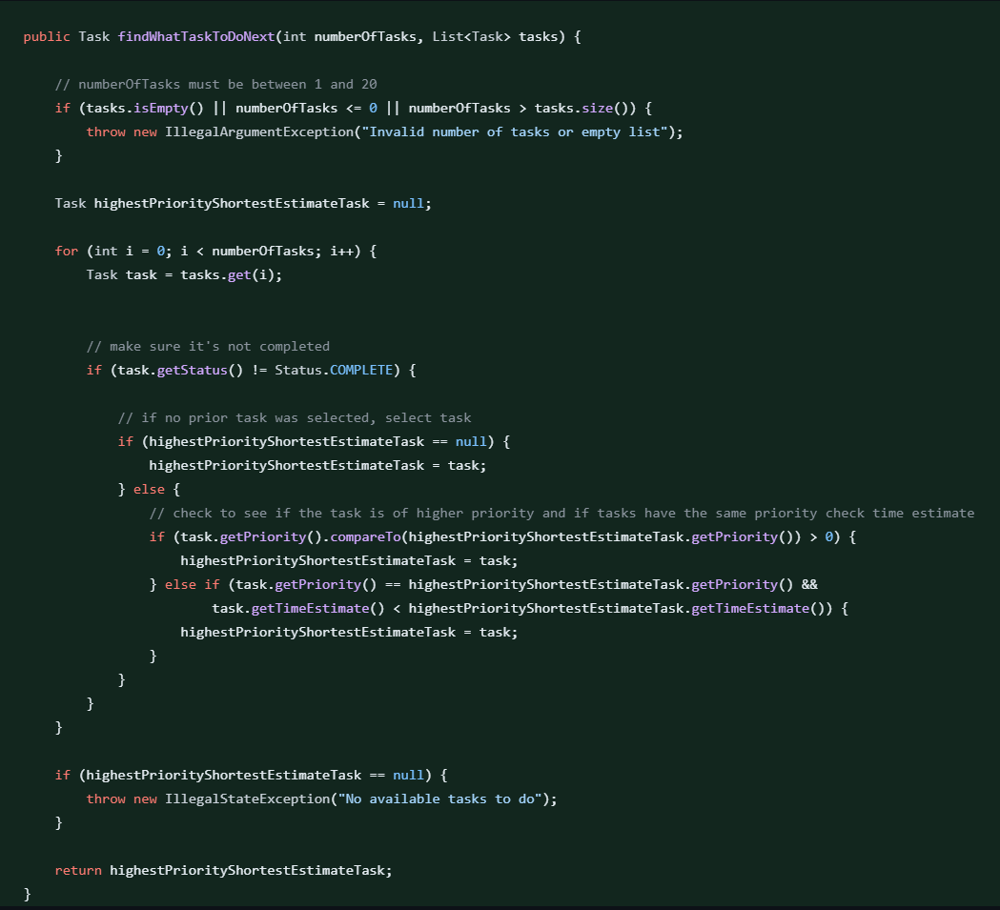 public Task findWhatTaskToDoNext(int numberOfTasks, List<Task> tasks) {
// numberOfTasks must be between 1 and 20
if (tasks.isEmpty() || numberOfTasks <= 0 || numberOfTasks > tasks.size()) {
throw new IllegalArgumentException("Invalid number of tasks or empty list");
}
Task highestPriorityShortestEstimateTask = null;
for (int i = 0; i < numberOfTasks; i++) {
Task task = tasks.get(i);
// make sure it's not completed
if (task.getStatus() != Status.COMPLETE) {
// if no prior task was selected, select task
if (highestPriorityShortestEstimateTask == null) {
highestPriorityShortestEstimateTask = task;
} else {
// check to see if the task is of higher priority and if tasks have the same priority check time estimate
if (task.getPriority().compareTo(highestPriorityShortestEstimateTask.getPriority()) > 0) {
highestPriorityShortestEstimateTask = task;
} else if (task.getPriority() == highestPriorityShortestEstimateTask.getPriority() &&
task.getTimeEstimate() < highestPriorityShortestEstimateTask.getTimeEstimate()) {
highestPriorityShortestEstimateTask = task;
}
}
}
}
if (highestPriorityShortestEstimateTask == null) {
throw new IllegalStateException("No available tasks to do");
}
return highestPriorityShortestEstimateTask;
}